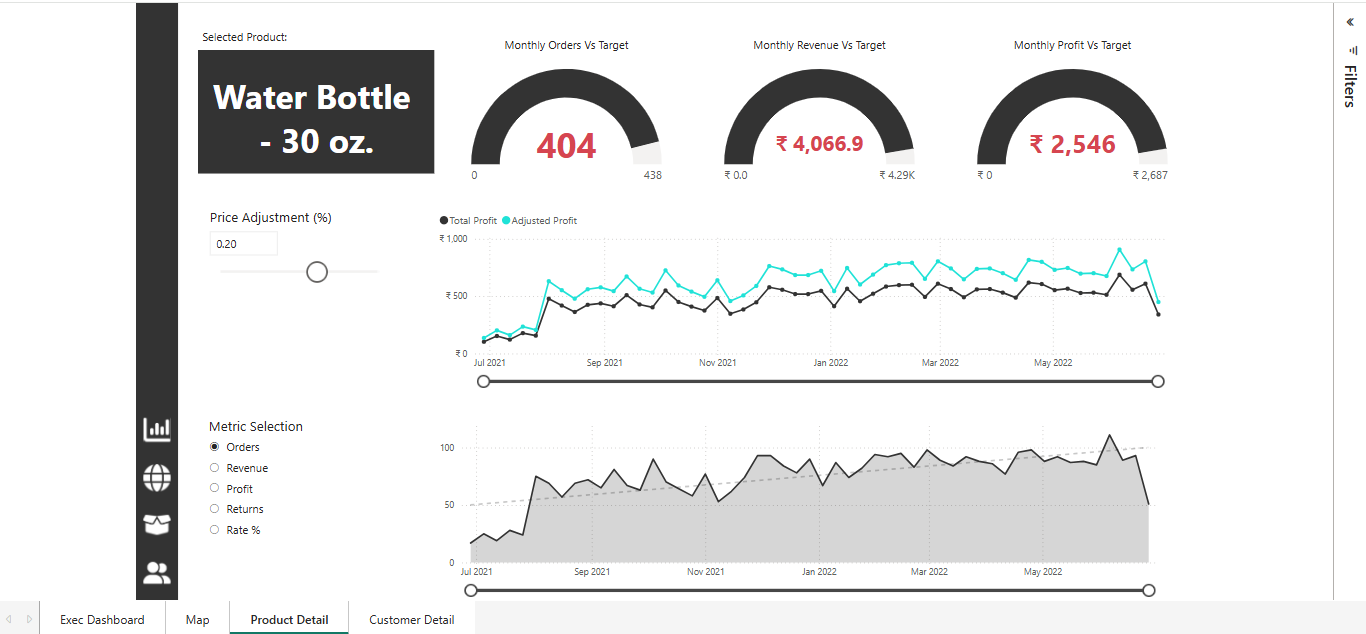 Selected Product:
Water Bottle
- 30 oz.
Monthly Orders Vs Target
404
0
438
Monthly Revenue Vs Target
₹ 4,066.9
₹ 0.0
₹ 4.29K
Monthly Profit Vs Target
₹ 2,546
₹ 0
₹ 2,687
Filters
Price Adjustment (%)
0.20
Total Profit
Adjusted Profit
₹ 1,000
₹ 500
₹ 0
Jul 2021
Sep 2021
Nov 2021
Jan 2022
Mar 2022
May 2022
Metric Selection
Orders
Revenue
Profit
Returns
Rate %
100
50
0
Jul 2021
Sep 2021
Nov 2021
Jan 2022
Mar 2022
May 2022
Exec Dashboard
Map
Product Detail
Customer Detail